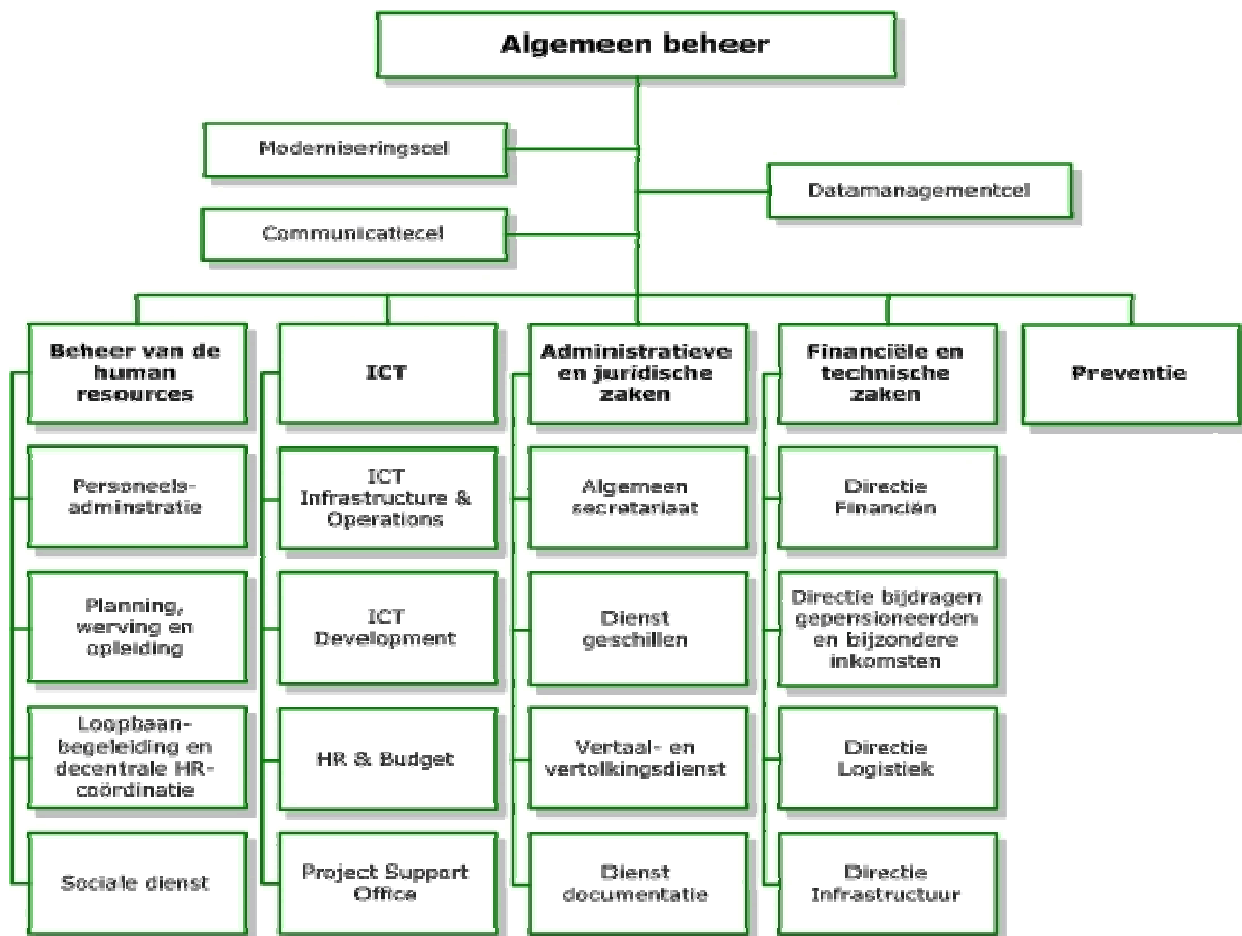 Algemeen beheer
Moderniseringscel
Datamanagementcel
Communicatiecel
Beheer van de
human
resources
ICT
Administratieve
en juridische
zaken
Financiële en
technische
zaken
Preventie
Personeels-
adminstratie
ICT
Infrastructure &
Operations
Algemeen
secretariaat
Directie
Financiën
Planning,
werving en
opleiding
ICT
Development
Dienst
geschillen
Directie bijdragen
gepensioneerden
en bijzondere
inkomsten
Loopbaan-
begeleiding en
decentrale HR-
coördinatie
HR & Budget
Vertaal- en
vertolkingsdienst
Directie
Logistiek
Sociale dienst
Project Support
Office
Dienst
documentatie
Directie
Infrastructuur